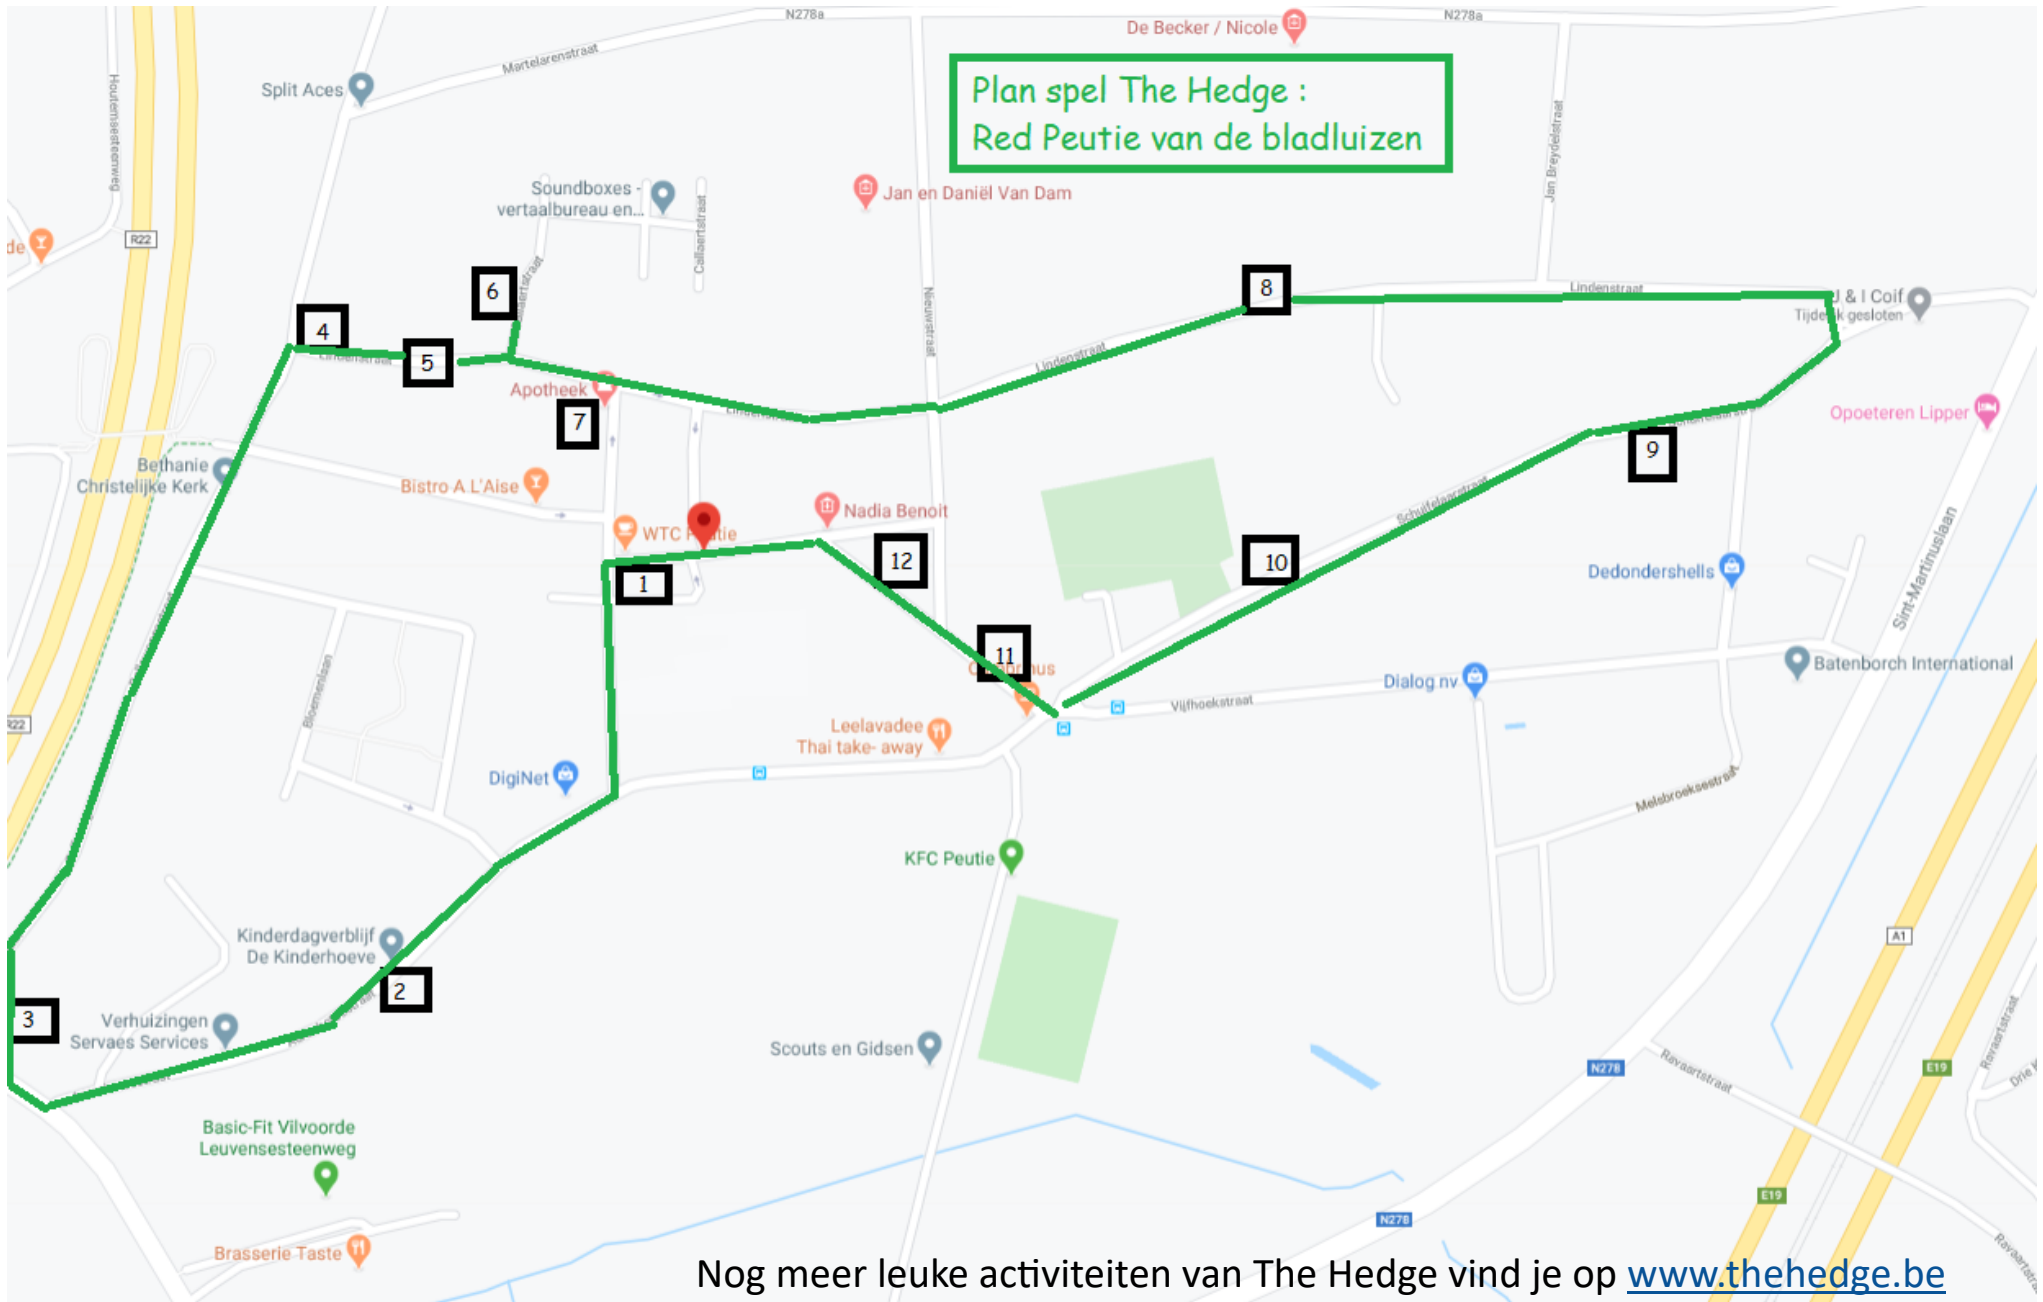 N278a
N278a
De Becker / Nicole
Martelarenstraat
Plan spel The Hedge :
Red Peutie van de bladluizen
Houtemsesteenweg
Split Aces
Jan Breydelstraat
Soundboxes -
vertaalbureau en...
Jan en Daniël Van Dam
Callaertstraat
R22
de
6
8
Lindenstraat
J & I Coif
Nieuwstraat
4
Lindenstraat
5
Lindenstraat
Apotheek
7
Opoeteren Lipper
9
Bethanie
Christelijke Kerk
Bistro A L'Aise
Nadia Benoit
Schuifelaarstraat
WTC
12
10
1
Dedondershells
Sint-Martinuslaan
11
Bloemenlaan
Batenborch International
Dialog nv
Vijfhoekstraat
R22
Leelavadee
Thai take- away
DigiNet
Melsbroeksestraat
KFC Peutie
Kinderdagverblijf
De Kinderhoeve
A1
2
3
Verhuizingen
Servaes Services
Scouts en Gidsen
N278
Ravaartstraat
E19
Ravaartstraat
Drie
Basic-Fit Vilvoorde
Leuvensesteenweg
E19
N278
Brasserie Taste
Nog meer leuke activiteiten van The Hedge vind je op www.thehedge.be